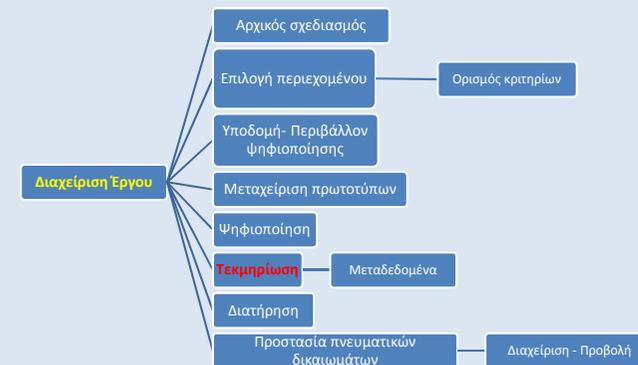 Αρχικός σχεδιασμός
Επιλογή περιεχομένου
Ορισμός κριτηρίων
Υποδομή- Περιβάλλον
ψηφιοποίησης
Διαχείριση Έργου
Μεταχείριση πρωτοτύπων
Ψηφιοποίηση
Τεκμηρίωση
Μεταδεδομένα
Διατήρηση
Προστασία πνευματικών
δικαιωμάτων
Διαχείριση - Προβολή